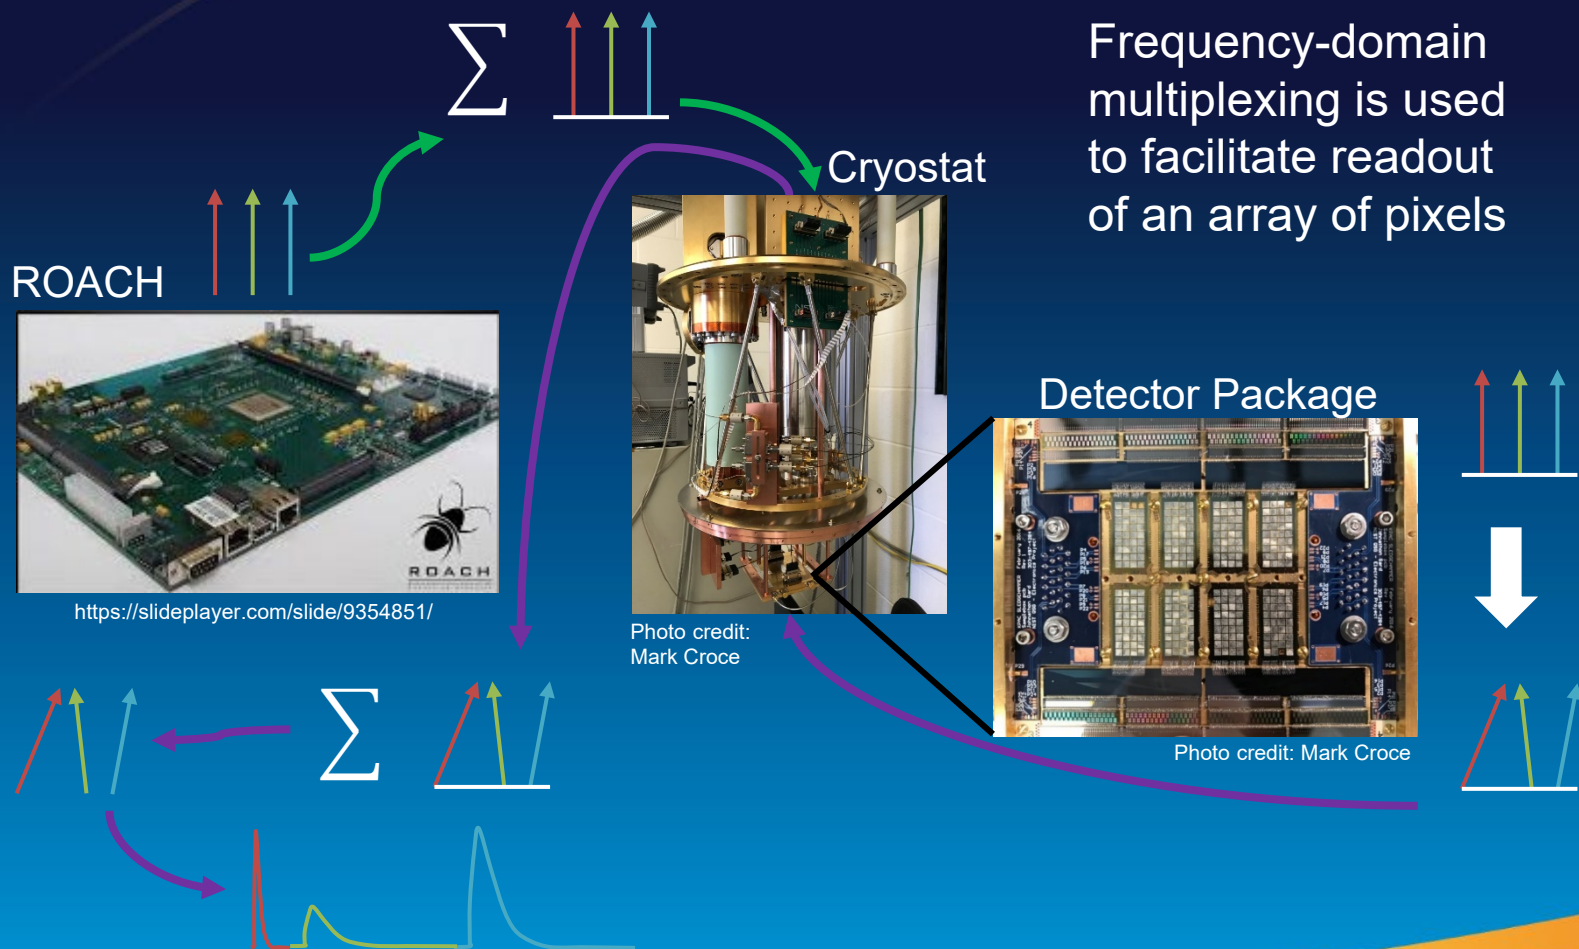 ∑
Frequency-domain
multiplexing is used
to facilitate readout
of an array of pixels
Cryostat
ROACH
Detector Package
ROACH
https://slideplayer.com/slide/9354851/
Photo credit:
Mark Croce
∑
Photo credit: Mark Croce